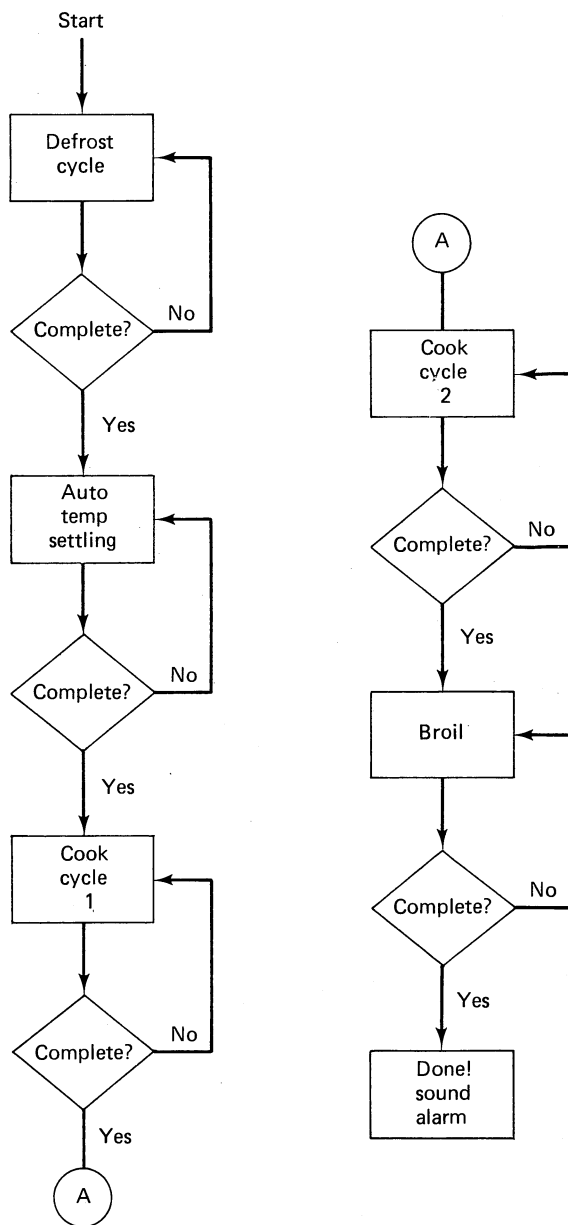 Start
Defrost
cycle
Complete?
No
Yes
Auto
temp
settling
Complete?
No
Yes
Cook
cycle
1
Complete?
No
Yes
A
A
Cook
cycle
2
Complete?
No
Yes
Broil
Complete?
No
Yes
Done!
sound
alarm